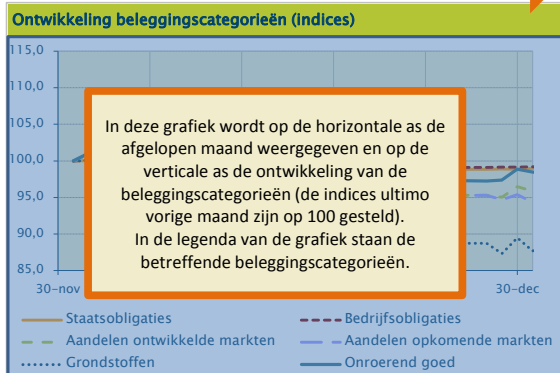 Ontwikkeling beleggingscategorieën (indices)
115,0
110,0
105,0
100,0
95,0
90,0
85,0
In deze grafiek wordt op de horizontale as de
afgelopen maand weergegeven en op de
verticale as de ontwikkeling van de
beleggingscategorieën (de indices ultimo
vorige maand zijn op 100 gesteld).
In de legenda van de grafiek staan de
betreffende beleggingscategorieën.
30-nov 30-dec
Staatsobligaties Bedrijfsobligaties
Aandelen ontwikkelde markten Aandelen opkomende markten
Grondstoffen Onroerend goed